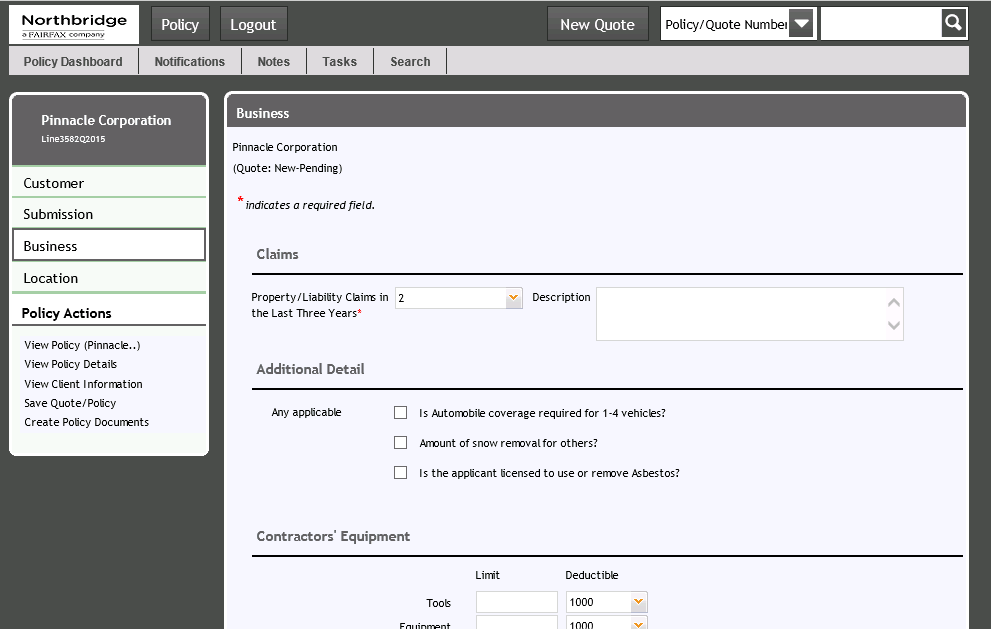 Northbridge
a FAIRFAX company
Policy
Logout
New Quote
Policy/Quote Number
Policy Dashboard
Notifications
Notes
Tasks
Search
Pinnacle Corporation
Line3582Q2015
Customer
Submission
Business
Location
Policy Actions
View Policy (Pinnacle..)
View Policy Details
View Client Information
Save Quote/Policy
Create Policy Documents
Business
Pinnacle Corporation
(Quote: New-Pending)
* indicates a required field.
Claims
Property/Liability Claims in
the Last Three Years*
2
Description
Additional Detail
Any applicable
Is Automobile coverage required for 1-4 vehicles?
Amount of snow removal for others?
Is the applicant licensed to use or remove Asbestos?
Contractors' Equipment
Limit
Deductible
Tools
1000
Equipment
1000